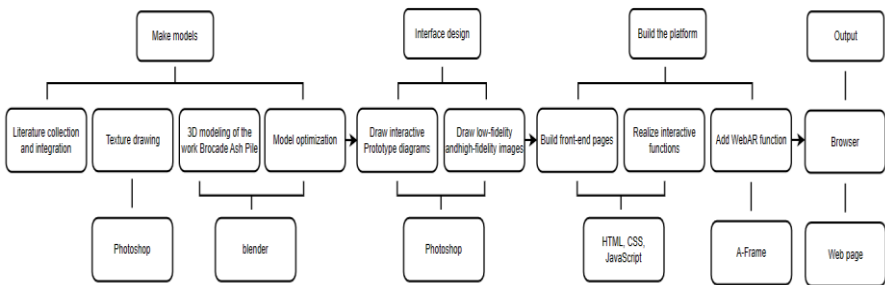 Make models
Interface design
Build the platform
Output
Literature collection
and integration
Texture drawing
3D modeling of the
work Brocade Ash Pile
Model optimization
Draw interactive
Prototype diagrams
Draw low-fidelity
andhigh-fidelity images
Build front-end pages
Realize interactive
functions
Add WebAR function
Browser
Photoshop
blender
Photoshop
HTML, CSS,
JavaScript
A-Frame
Web page